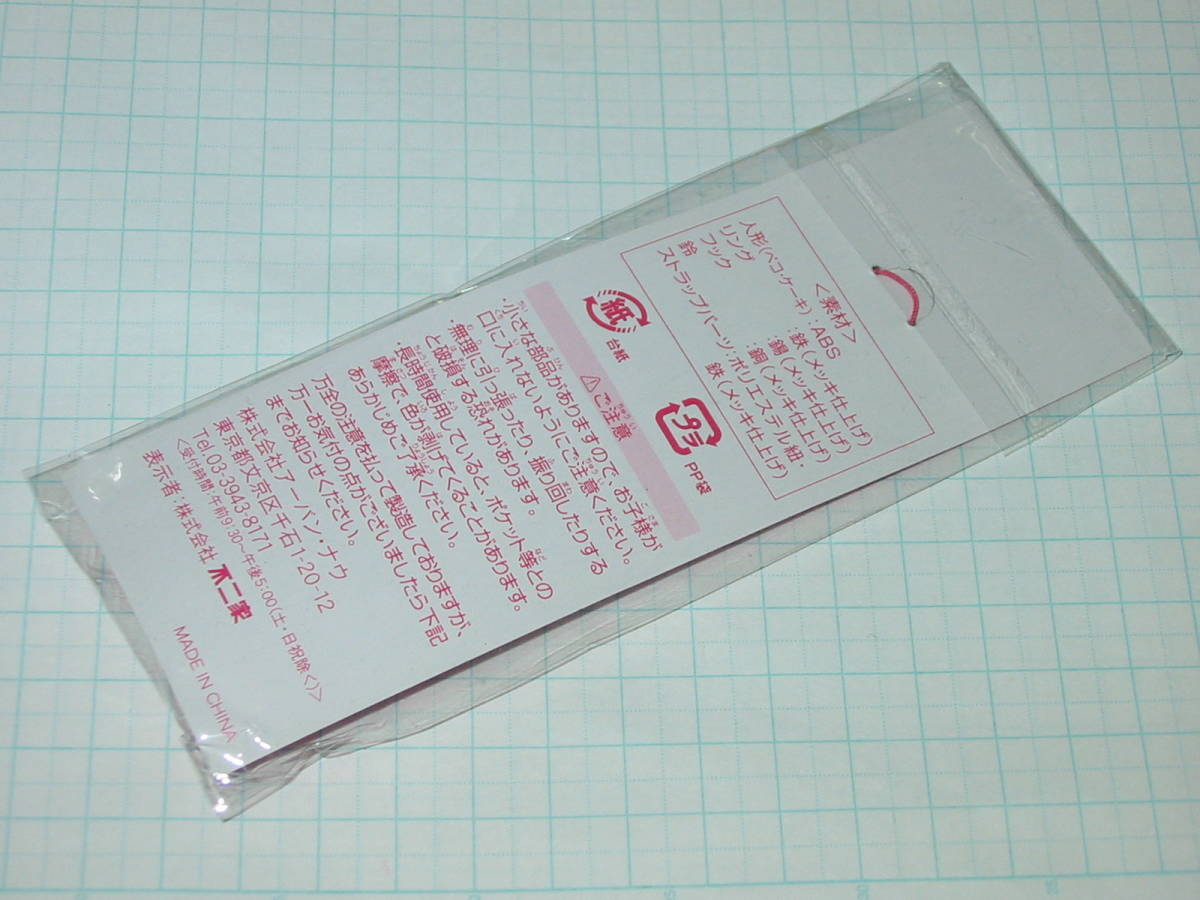 <素材>
人形(ペコ・ケーキ):ABS
リング:鉄(メッキ仕上げ)
フック:錫(メッキ仕上げ)
鈴:銅(メッキ仕上げ)
ストラップパーツ:ポリエステル紐・
鉄(メッキ仕上げ)
紙 台紙
プラ PP袋
⚠ご注意
・小さな部品がありますので、お子様が
口に入れないようにご注意ください。
・無理に引っ張ったり、振り回したりする
と破損する恐れがあります。
・長時間使用していると、ポケット等との
摩擦で、色が剥げてくることがあります。
あらかじめご了承ください。
万全の注意を払って製造しておりますが、
万一お気付の点がございましたら下記
までお知らせください。
株式会社アーバン・ナウ
東京都文京区千石1-20-12
Tel.03-3943-8711
<受付時間:午前9:30〜午後5:00(土・日祝除く)>
表示者:株式会社 不二家
MADE IN CHINA